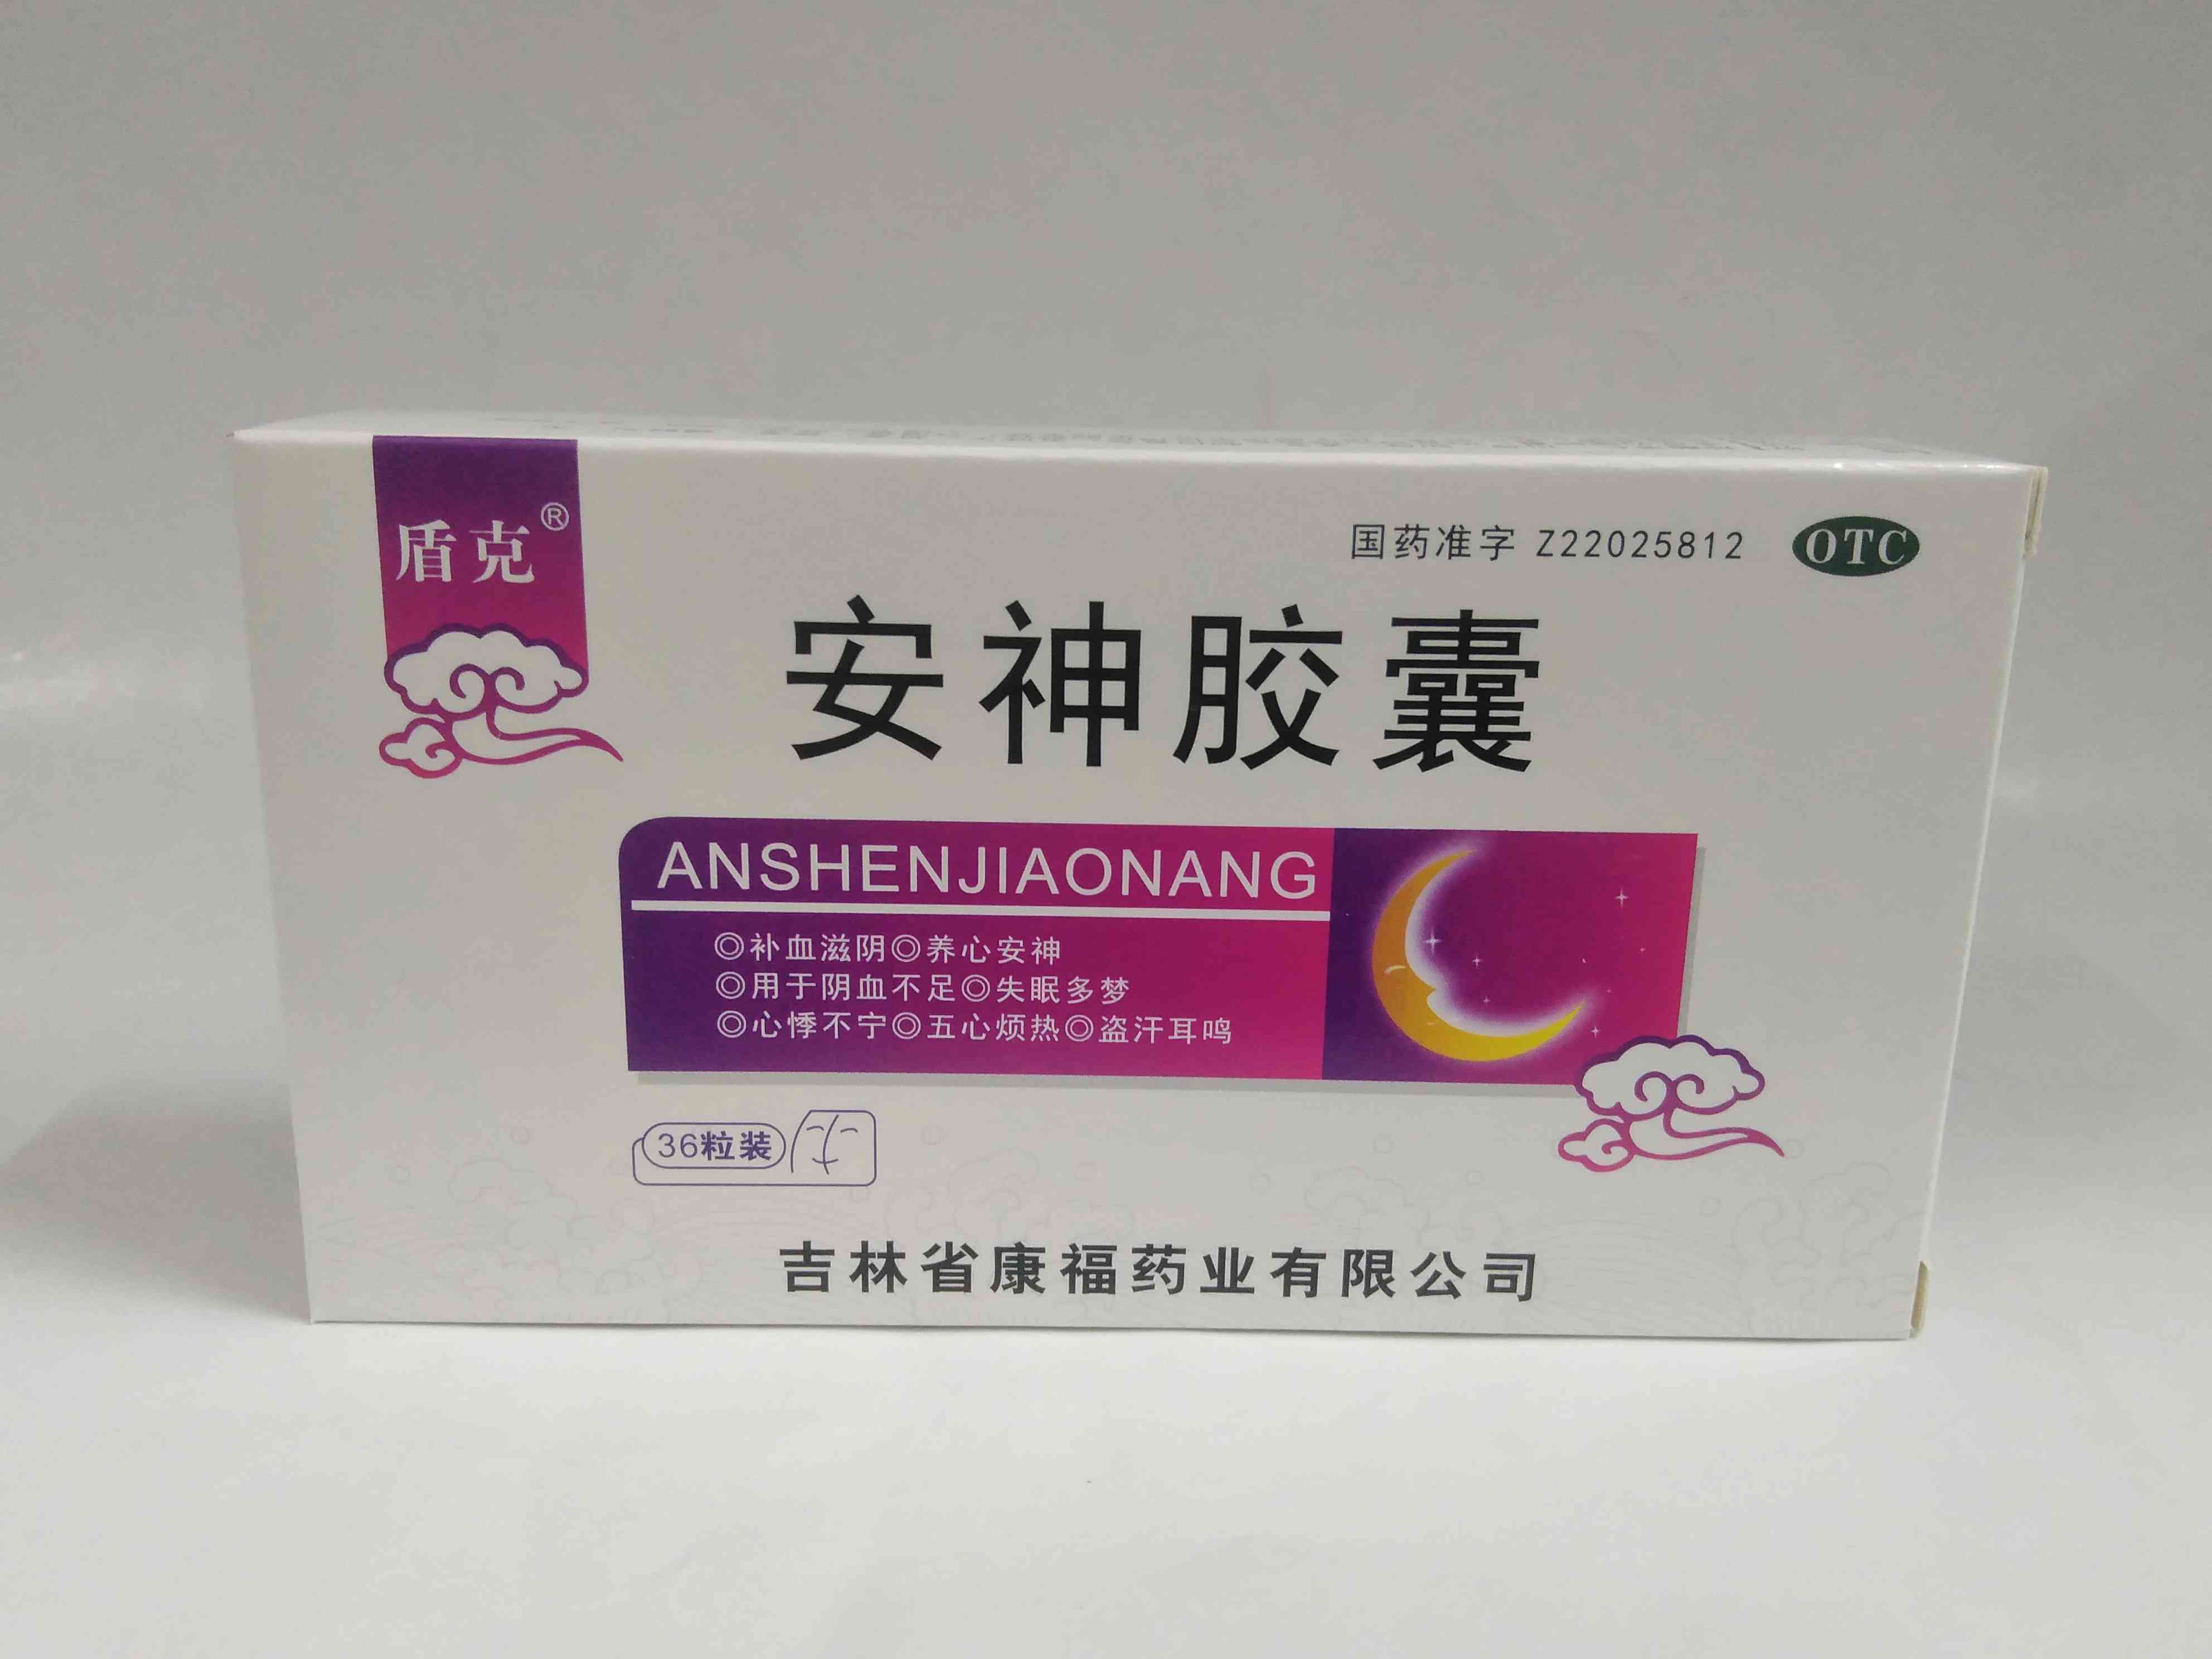 盾克®
国药准字 Z22025812 OTC
安神胶囊
ANSHENJIAONANG
◎补血滋阴◎养心安神
◎用于阴血不足◎失眠多梦
◎心悸不宁◎五心烦热◎盗汗耳鸣
36粒装
吉林省康福药业有限公司